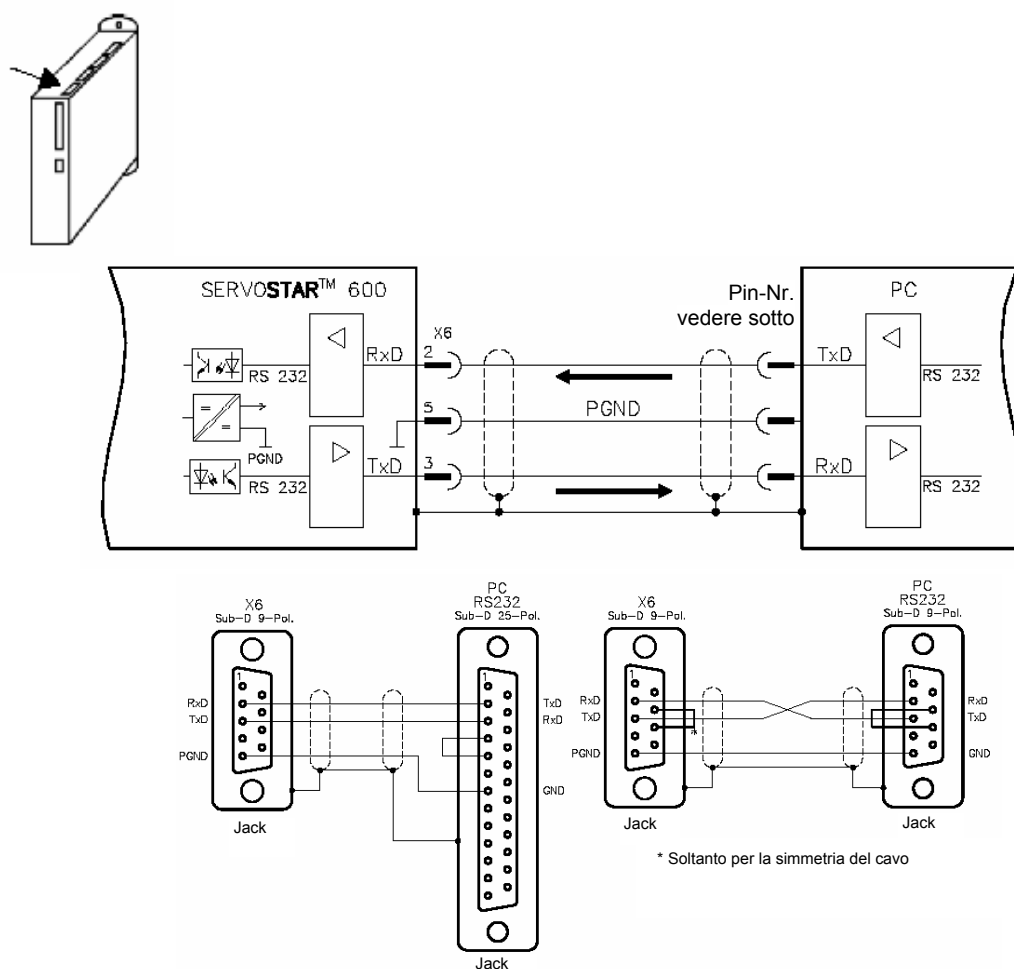 SERVOSTAR™ 600
Pin-Nr.
vedere sotto
PC
X6
RxD
2
TxD
RS 232
RS 232
5
PGND
=
=
PGND
TxD
3
RxD
RS 232
RS 232
X6
Sub-D 9-Pol.
PC
RS232
Sub-D 25-Pol.
X6
Sub-D 9-Pol.
PC
RS232
Sub-D 9-Pol.
1
1
1
1
RxD
TxD
RxD
RxD
TxD
RxD
TxD
TxD
*
PGND
GND
PGND
GND
Jack
Jack
Jack
* Soltanto per la simmetria del cavo
Jack